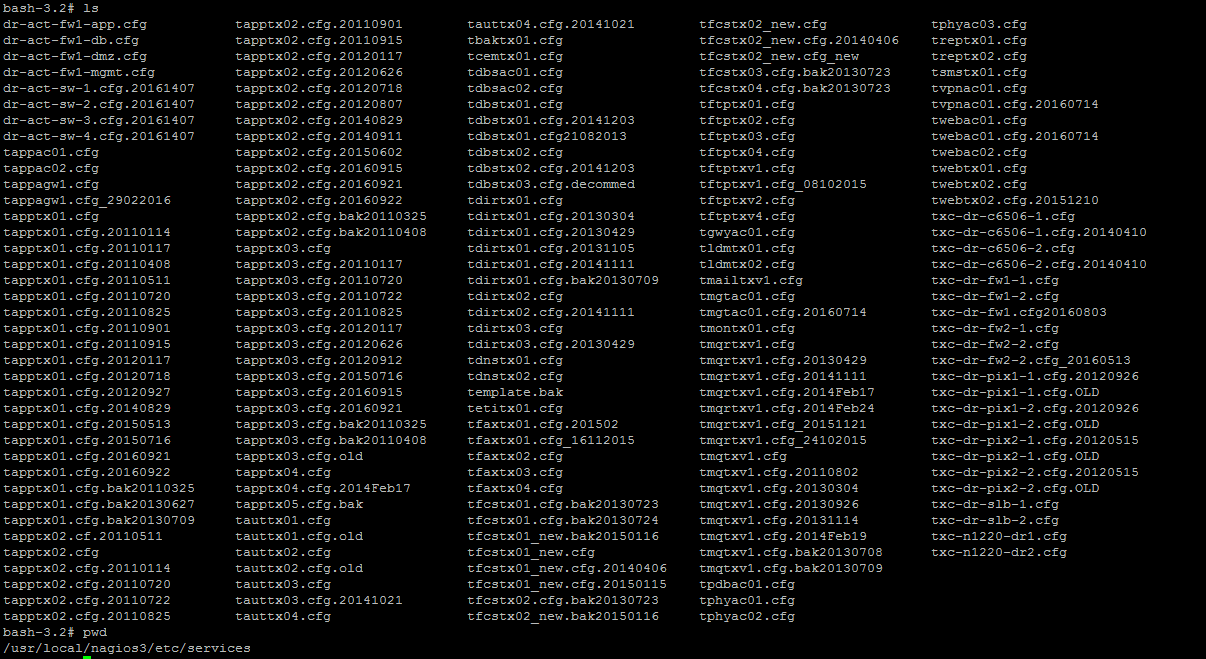 bash-3.2# ls
dr-act-fw1-app.cfg tapptx02.cfg.20110901 tauttx04.cfg.20141021 tfcstx02_new.cfg tphyac03.cfg
dr-act-fw1-db.cfg tapptx02.cfg.20110915 tbaktx01.cfg tfcstx02_new.cfg.20140406 treptx01.cfg
dr-act-fw1-dmz.cfg tapptx02.cfg.20120117 tcemtx01.cfg tfcstx02_new.cfg_new treptx02.cfg
dr-act-fw1-mgmt.cfg tapptx02.cfg.20120626 tdbsac01.cfg tfcstx03.cfg.bak20130723 tsmstx01.cfg
dr-act-sw-1.cfg.20161407 tapptx02.cfg.20120718 tdbsac02.cfg tfcstx04.cfg.bak20130723 tvpnac01.cfg
dr-act-sw-2.cfg.20161407 tapptx02.cfg.20120807 tdbstx01.cfg tftptx01.cfg tvpnac01.cfg.20160714
dr-act-sw-3.cfg.20161407 tapptx02.cfg.20140829 tdbstx01.cfg.20141203 tftptx02.cfg twebac01.cfg
dr-act-sw-4.cfg.20161407 tapptx02.cfg.20140911 tdbstx01.cfg21082013 tftptx03.cfg twebac01.cfg.20160714
tappac01.cfg tapptx02.cfg.20150602 tdbstx02.cfg tftptx04.cfg twebac02.cfg
tappac02.cfg tapptx02.cfg.20160915 tdbstx02.cfg.20141203 tftptxv1.cfg twebtx01.cfg
tappagw1.cfg tapptx02.cfg.20160921 tdbstx03.cfg.decommed tftptxv1.cfg_08102015 twebtx02.cfg
tappagw1.cfg_29022016 tapptx02.cfg.20160922 tdirtx01.cfg tftptxv2.cfg twebtx02.cfg.20151210
tapptx01.cfg tapptx02.cfg.bak20110325 tdirtx01.cfg.20130304 tftptxv4.cfg txc-dr-c6506-1.cfg
tapptx01.cfg.20110114 tapptx02.cfg.bak20110408 tdirtx01.cfg.20130429 tgwyac01.cfg txc-dr-c6506-1.cfg.20140410
tapptx01.cfg.20110117 tapptx03.cfg tdirtx01.cfg.20131105 tldmtx01.cfg txc-dr-c6506-2.cfg
tapptx01.cfg.20110408 tapptx03.cfg.20110117 tdirtx01.cfg.20141111 tldmtx02.cfg txc-dr-c6506-2.cfg.20140410
tapptx01.cfg.20110511 tapptx03.cfg.20110720 tdirtx01.cfg.bak20130709 tmailtxv1.cfg txc-dr-fw1-1.cfg
tapptx01.cfg.20110720 tapptx03.cfg.20110722 tdirtx02.cfg tmgtac01.cfg txc-dr-fw1-2.cfg
tapptx01.cfg.20110825 tapptx03.cfg.20110825 tdirtx02.cfg.20141111 tmgtac01.cfg.20160714 txc-dr-fw1.cfg20160803
tapptx01.cfg.20110901 tapptx03.cfg.20120117 tdirtx03.cfg tmontx01.cfg txc-dr-fw2-1.cfg
tapptx01.cfg.20110915 tapptx03.cfg.20120626 tdirtx03.cfg.20130429 tmqrtxv1.cfg txc-dr-fw2-2.cfg
tapptx01.cfg.20120117 tapptx03.cfg.20120912 tdnstx01.cfg tmqrtxv1.cfg.20130429 txc-dr-fw2-2.cfg_20160513
tapptx01.cfg.20120718 tapptx03.cfg.20150716 tdnstx02.cfg tmqrtxv1.cfg.20141111 txc-dr-pix1-1.cfg.20120926
tapptx01.cfg.20120927 tapptx03.cfg.20160915 template.bak tmqrtxv1.cfg.2014Feb17 txc-dr-pix1-1.cfg.OLD
tapptx01.cfg.20140829 tapptx03.cfg.20160921 tetitx01.cfg tmqrtxv1.cfg.2014Feb24 txc-dr-pix1-2.cfg.20120926
tapptx01.cfg.20150513 tapptx03.cfg.bak20110325 tfaxtx01.cfg.201502 tmqrtxv1.cfg_20151121 txc-dr-pix1-2.cfg.OLD
tapptx01.cfg.20150716 tapptx03.cfg.bak20110408 tfaxtx01.cfg_16112015 tmqrtxv1.cfg_24102015 txc-dr-pix2-1.cfg.20120515
tapptx01.cfg.20160921 tapptx03.cfg.old tfaxtx02.cfg tmqtxv1.cfg txc-dr-pix2-1.cfg.OLD
tapptx01.cfg.20160922 tapptx04.cfg tfaxtx03.cfg tmqtxv1.cfg.20110802 txc-dr-pix2-2.cfg.20120515
tapptx01.cfg.bak20110325 tapptx04.cfg.2014Feb17 tfaxtx04.cfg tmqtxv1.cfg.20130304 txc-dr-pix2-2.cfg.OLD
tapptx01.cfg.bak20130627 tapptx05.cfg.bak tfcstx01.cfg.bak20130723 tmqtxv1.cfg.20130926 txc-dr-slb-1.cfg
tapptx01.cfg.bak20130709 tauttx01.cfg tfcstx01.cfg.bak20130724 tmqtxv1.cfg.20131114 txc-dr-slb-2.cfg
tapptx02.cf.20110511 tauttx01.cfg.old tfcstx01_new.bak20150116 tmqtxv1.cfg.2014Feb19 txc-n1220-dr1.cfg
tapptx02.cfg tauttx02.cfg tfcstx01_new.cfg tmqtxv1.cfg.bak20130708 txc-n1220-dr2.cfg
tapptx02.cfg.20110114 tauttx02.cfg.old tfcstx01_new.cfg.20140406 tmqtxv1.cfg.bak20130709
tapptx02.cfg.20110720 tauttx03.cfg tfcstx01_new.cfg.20150115 tpdbac01.cfg
tapptx02.cfg.20110722 tauttx03.cfg.20141021 tfcstx02.cfg.bak20130723 tphyac01.cfg
tapptx02.cfg.20110825 tauttx04.cfg tfcstx02_new.bak20150116 tphyac02.cfg
bash-3.2# pwd
/usr/local/nagios3/etc/services